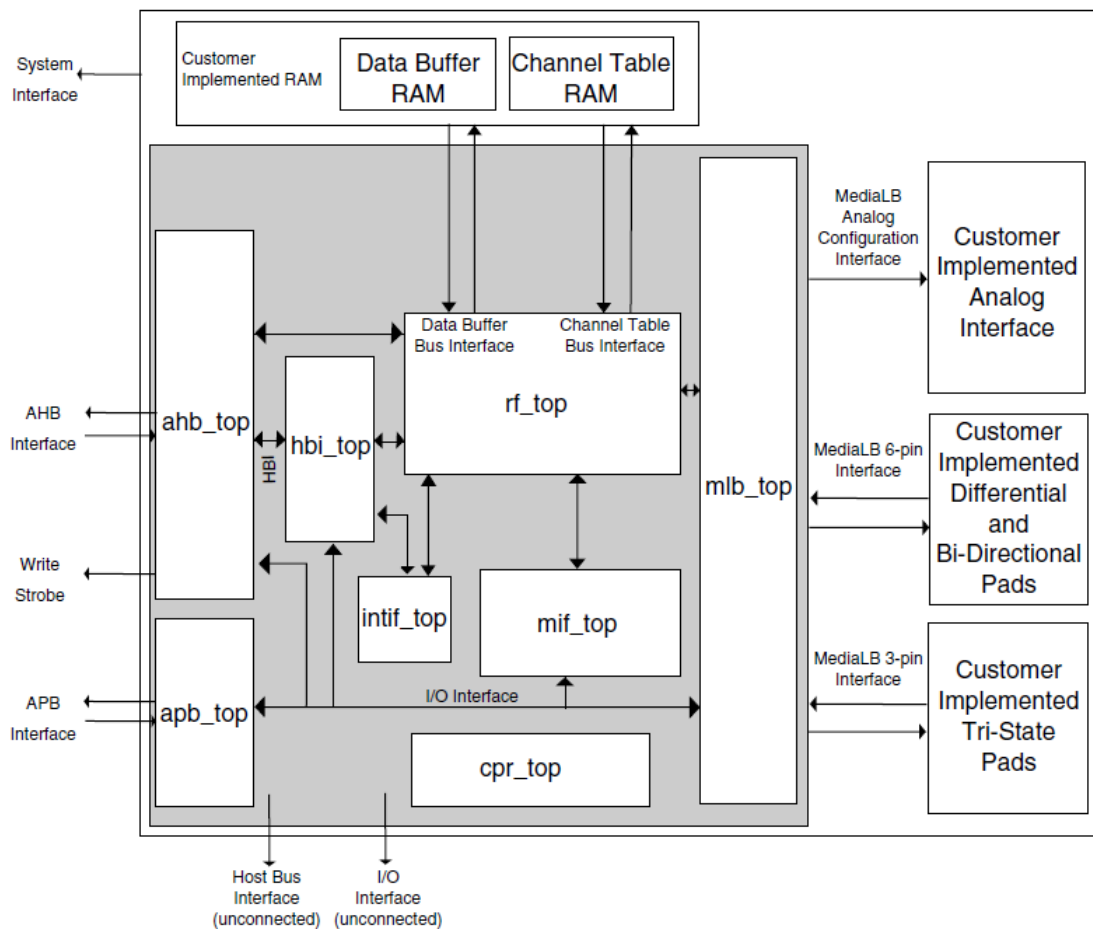 System
Interface
Customer
Implemented RAM
Data Buffer
RAM
Channel Table
RAM
MediaLB
Analog
Configuration
Interface
Customer
Implemented
Analog
Interface
Data Buffer
Bus Interface
Channel Table
Bus Interface
rf_top
AHB
Interface
ahb_top
HBI
hbi_top
mlb_top
MediaLB 6-pin
Interface
Customer
Implemented
Differential
and
Bi-Directional
Pads
Write
Strobe
intif_top
mif_top
APB
Interface
apb_top
I/O Interface
MediaLB 3-pin
Interface
Customer
Implemented
Tri-State
Pads
cpr_top
Host Bus
Interface
(unconnected)
I/O
Interface
(unconnected)